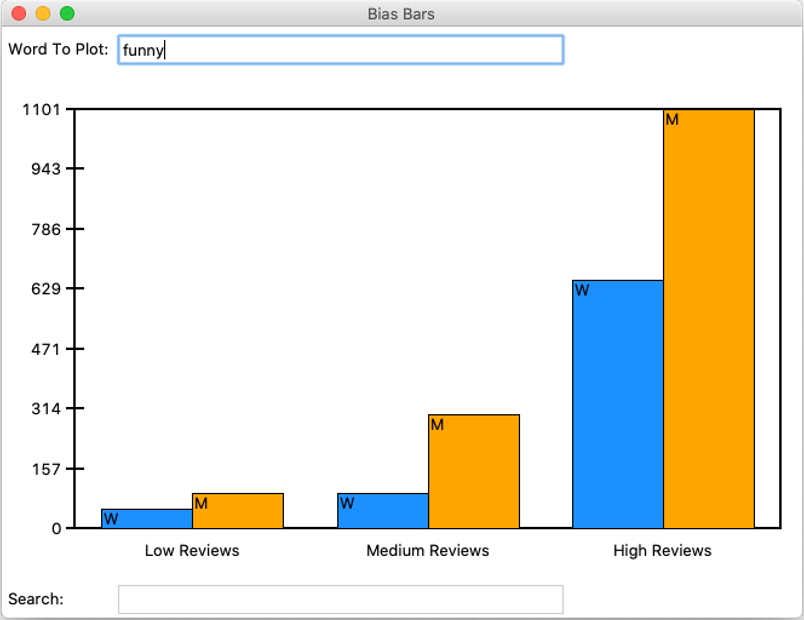 Bias Bars
Word To Plot: funny
1101
M
943
786
629
W
471
314
M
157
W M W
0
Low Reviews Medium Reviews High Reviews
Search: